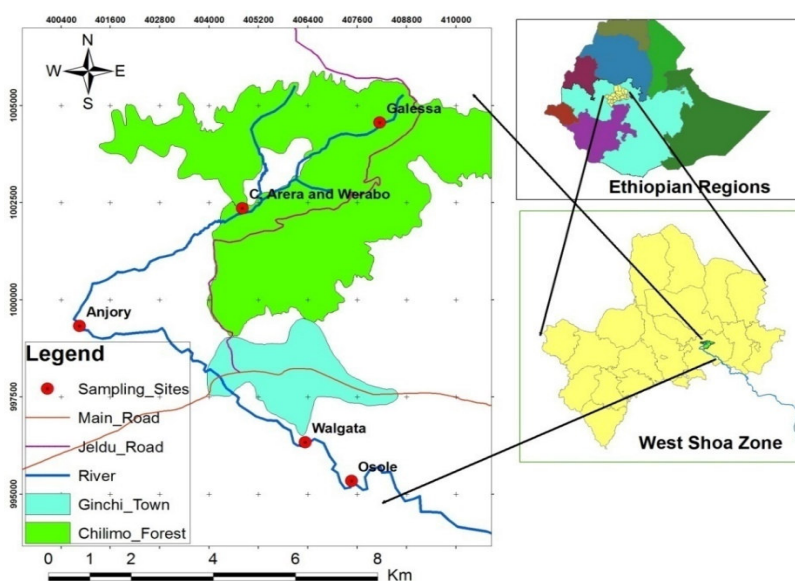 400400 401600 402800 404000 405200 406400 407600 408800 410000
N
W E
S
1005000
1002500
1000000
997500
995000
Galessa
C. Arera and Werabo
Anjory
Walgata
Osole
Legend
Sampling_Sites
Main_Road
Jeldu_Road
River
Ginchi_Town
Chilimo_Forest
0 1 2 4 6 8
Km
Ethiopian Regions
West Shoa Zone